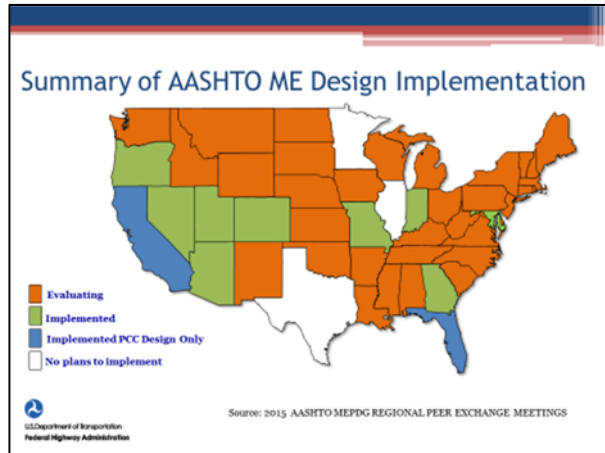 Summary of AASHTO ME Design Implementation
Evaluating
Implemented
Implemented PCC Design Only
No plans to implement
Source: 2015 AASHTO MEPDG REGIONAL PEER EXCHANGE MEETINGS
U.S.Department of Transportation
Federal Highway Administration